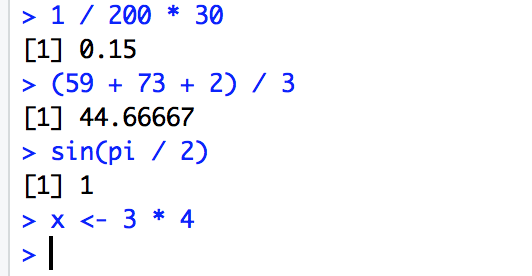 > 1 / 200 * 30
[1] 0.15
> (59 + 73 + 2) / 3
[1] 44.66667
> sin(pi / 2)
[1] 1
> x <- 3 * 4
>